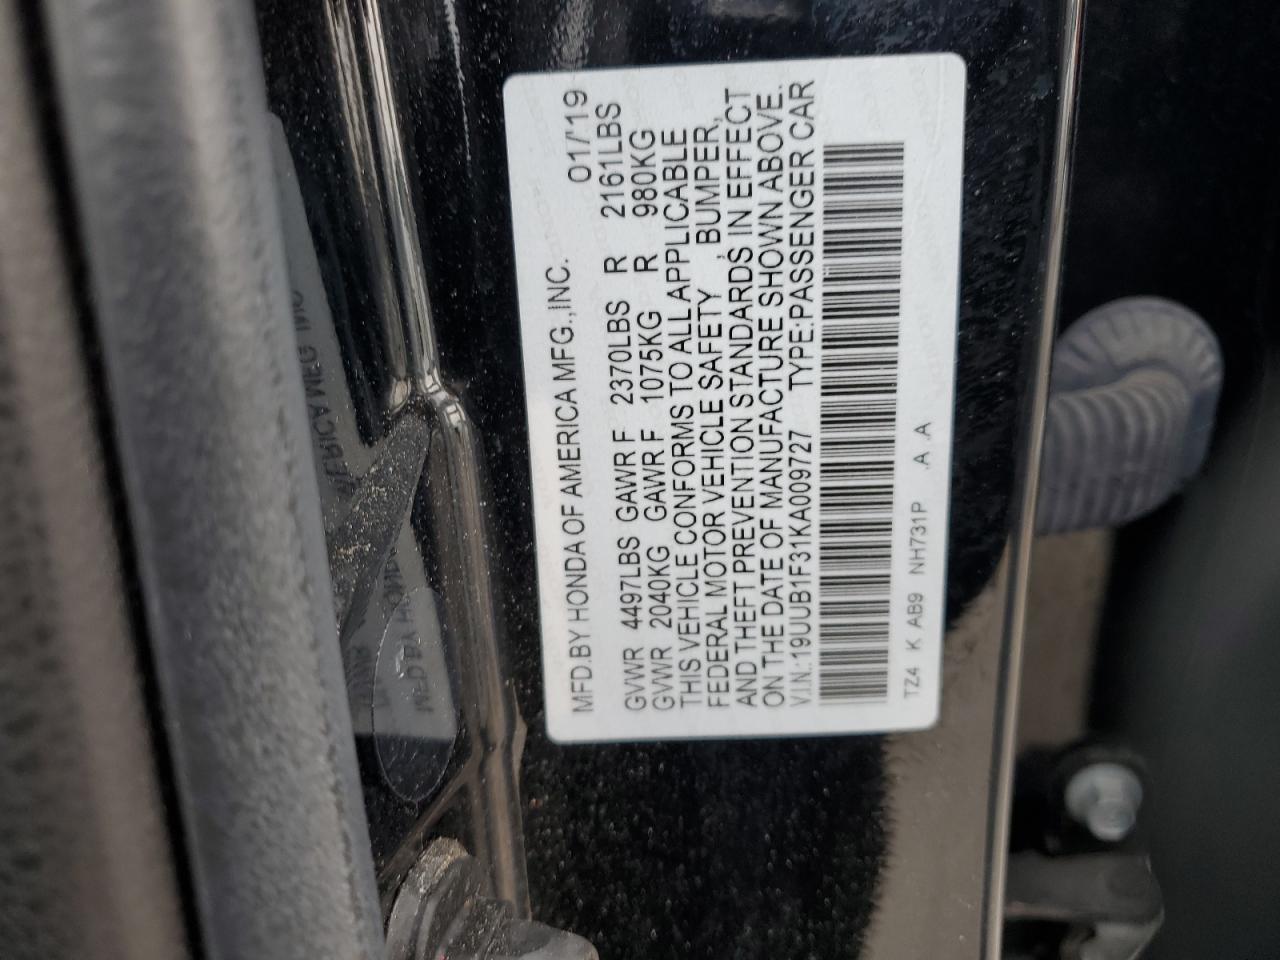 MFD.BY HONDA OF AMERICA MFG.,INC. 01/'19
GVWR 4497LBS GAWR F 2370LBS R 2161LBS
GVWR 2040KG GAWR F 1075KG R 980KG
THIS VEHICLE CONFORMS TO ALL APPLICABLE
FEDERAL MOTOR VEHICLE SAFETY , BUMPER,
AND THEFT PREVENTION STANDARDS IN EFFECT
ON THE DATE OF MANUFACTURE SHOWN ABOVE.
V.I.N.:19UUB1F31KA009727 TYPE:PASSENGER CAR
TZ4 K AB9 NH731P .A .A